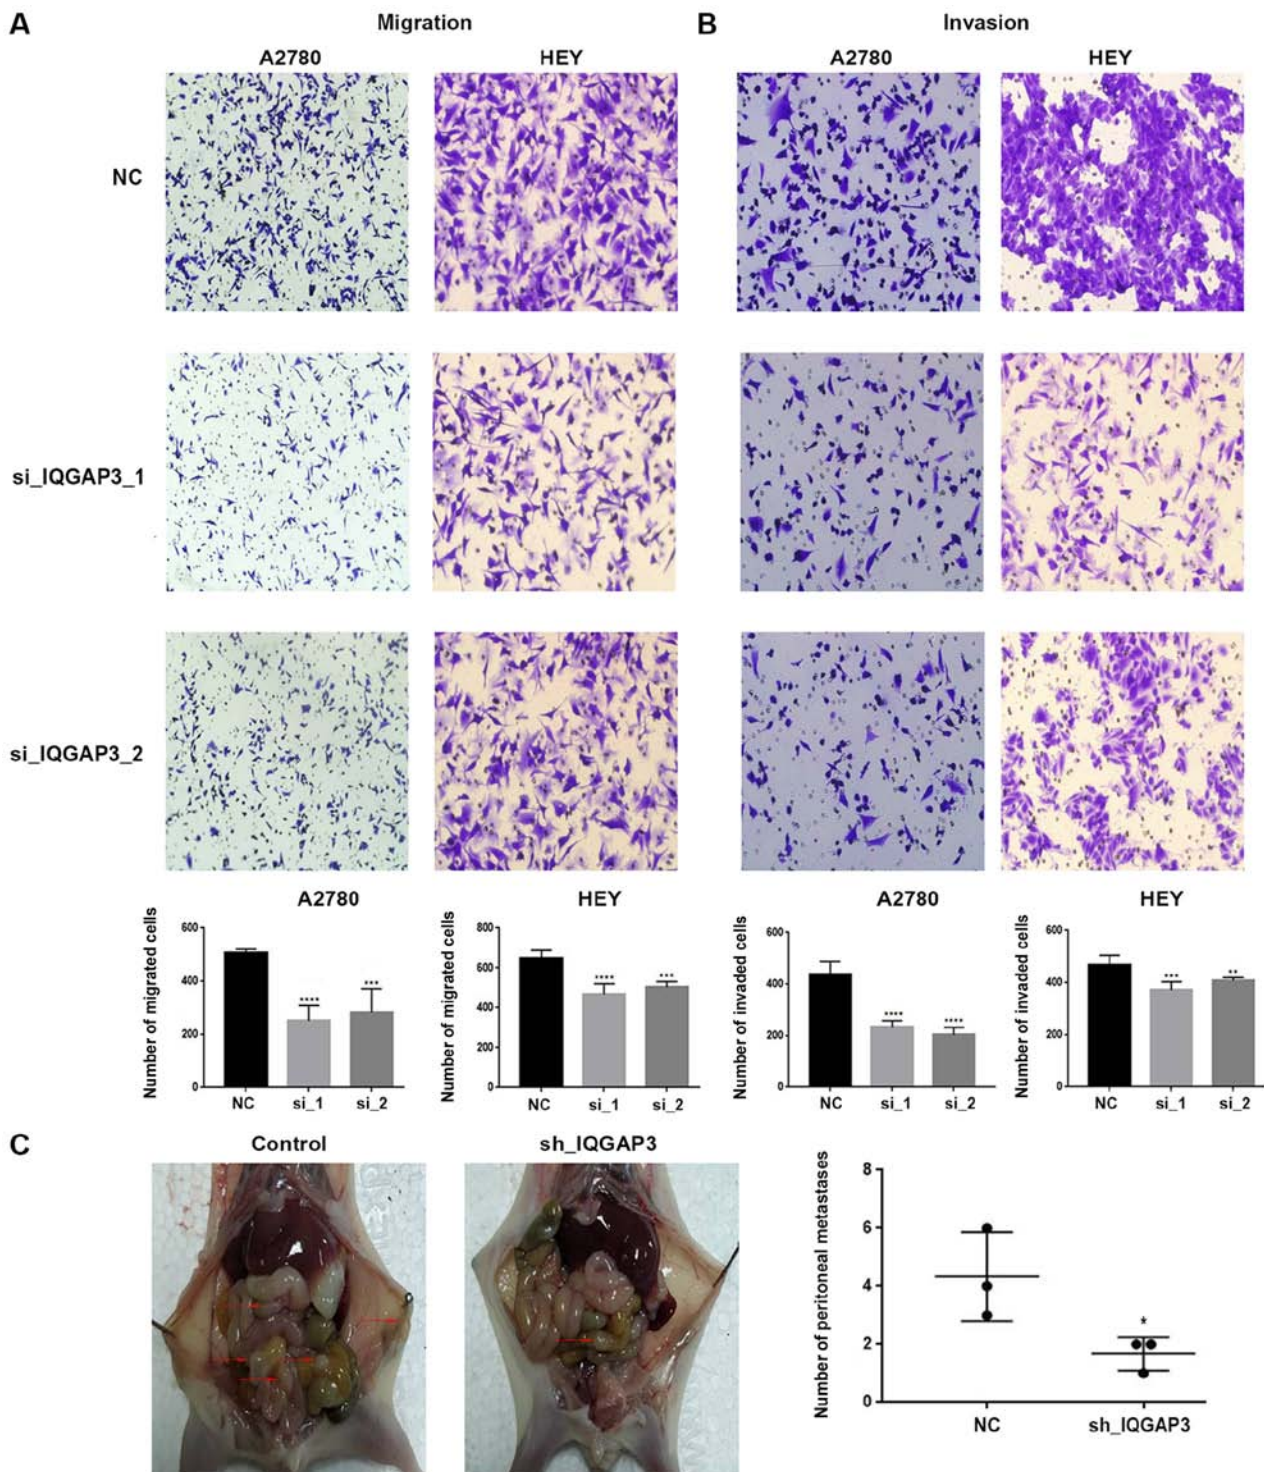 A
Migration
B
Invasion
A2780
HEY
A2780
HEY
NC
si_IQGAP3_1
si_IQGAP3_2
A2780
HEY
A2780
HEY
Number of migrated cells
600
400
200
0
****
***
NC
si_1
si_2
Number of migrated cells
800
600
400
200
0
****
***
NC
si_1
si_2
Number of invaded cells
600
400
200
0
****
****
NC
si_1
si_2
Number of invaded cells
600
400
200
0
***
**
NC
si_1
si_2
C
Control
sh_IQGAP3
Number of peritoneal metastases
8
6
4
2
0
*
NC
sh_IQGAP3